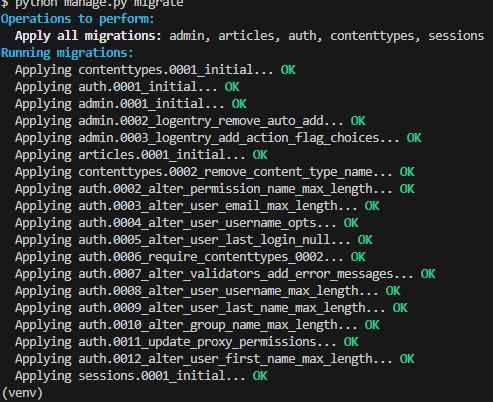 $ python manage.py migrate
Operations to perform:
  Apply all migrations: admin, articles, auth, contenttypes, sessions
Running migrations:
  Applying contenttypes.0001_initial... OK
  Applying auth.0001_initial... OK
  Applying admin.0001_initial... OK
  Applying admin.0002_logentry_remove_auto_add... OK
  Applying admin.0003_logentry_add_action_flag_choices... OK
  Applying articles.0001_initial... OK
  Applying contenttypes.0002_remove_content_type_name... OK
  Applying auth.0002_alter_permission_name_max_length... OK
  Applying auth.0003_alter_user_email_max_length... OK
  Applying auth.0004_alter_user_username_opts... OK
  Applying auth.0005_alter_user_last_login_null... OK
  Applying auth.0006_require_contenttypes_0002... OK
  Applying auth.0007_alter_validators_add_error_messages... OK
  Applying auth.0008_alter_user_username_max_length... OK
  Applying auth.0009_alter_user_last_name_max_length... OK
  Applying auth.0010_alter_group_name_max_length... OK
  Applying auth.0011_update_proxy_permissions... OK
  Applying auth.0012_alter_user_first_name_max_length... OK
  Applying sessions.0001_initial... OK
(venv)